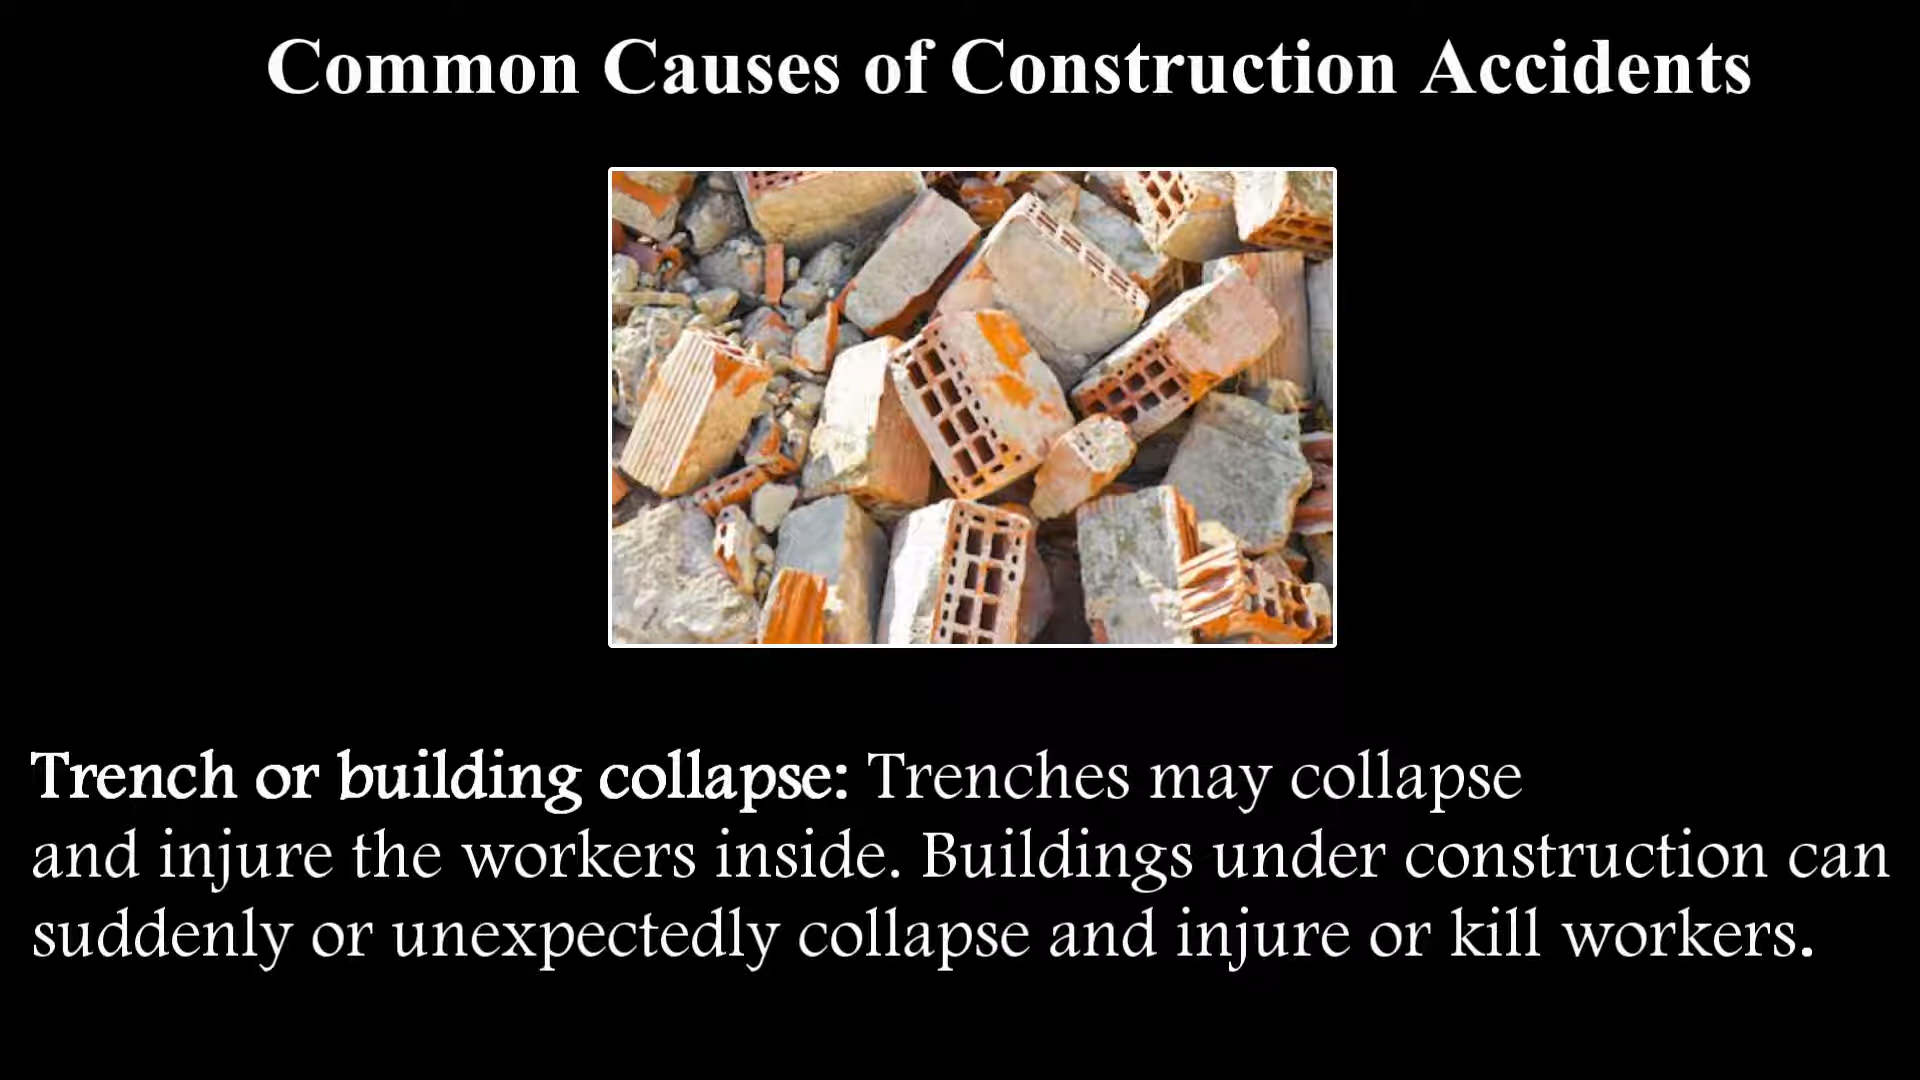 Common Causes of Construction Accidents
Trench or building collapse: Trenches may collapse
and injure the workers inside. Buildings under construction can
suddenly or unexpectedly collapse and injure or kill workers.